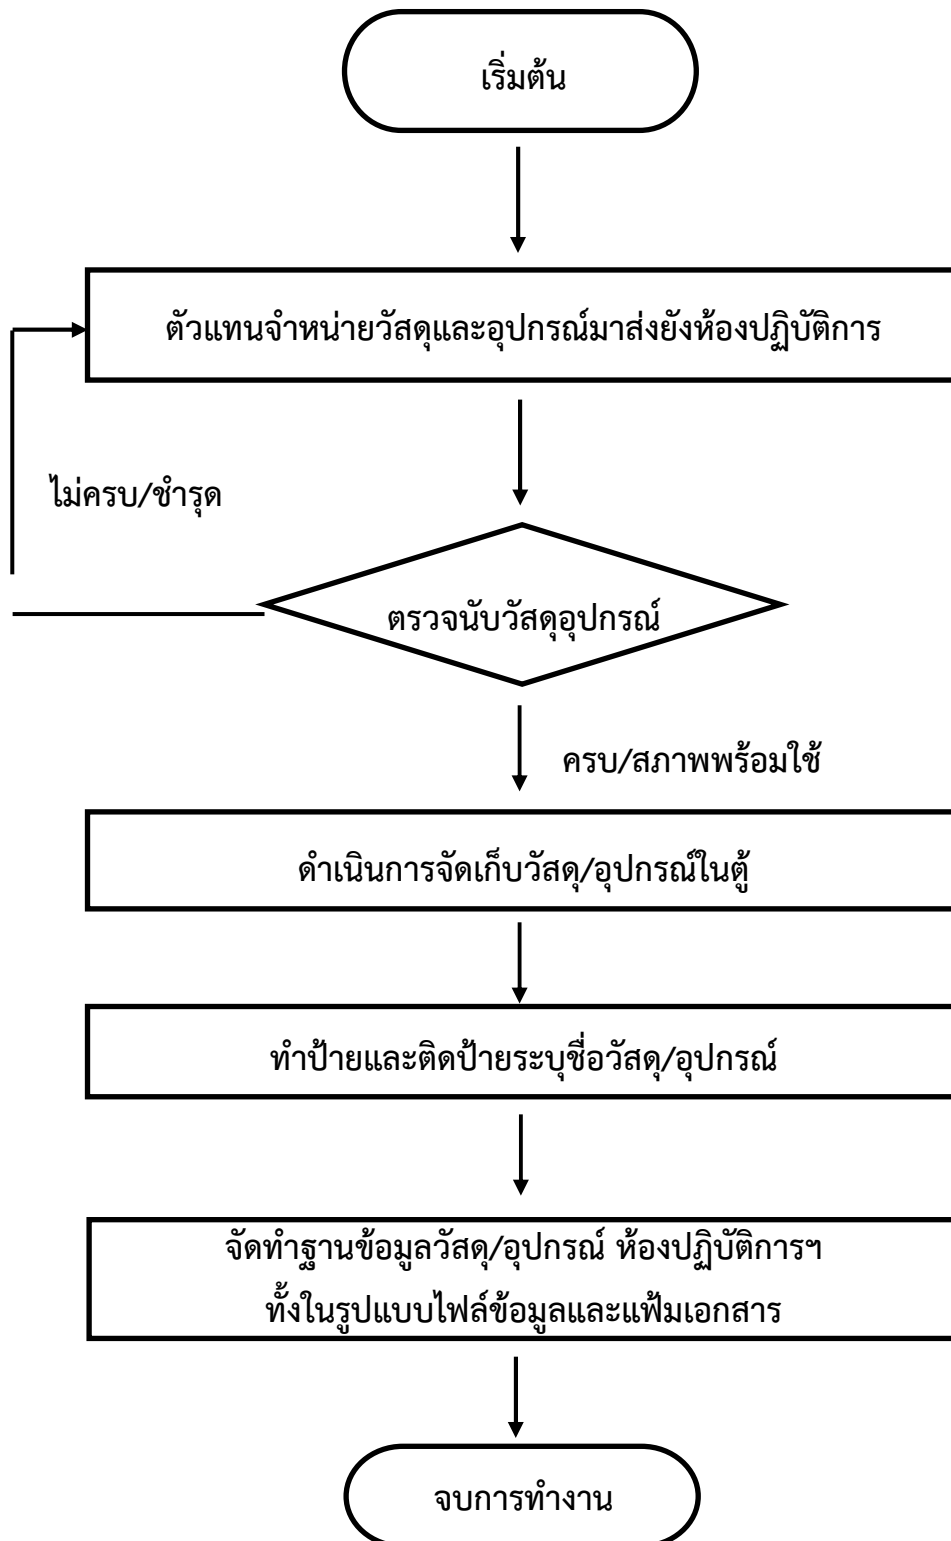 เริ่มต้น
ตัวแทนจำหน่ายวัสดุและอุปกรณ์มาส่งยังห้องปฏิบัติการ
ไม่ครบ/ชำรุด
ตรวจนับวัสดุอุปกรณ์
ครบ/สภาพพร้อมใช้
ดำเนินการจัดเก็บวัสดุ/อุปกรณ์ในตู้
ทำป้ายและติดป้ายระบุชื่อวัสดุ/อุปกรณ์
จัดทำฐานข้อมูลวัสดุ/อุปกรณ์ ห้องปฏิบัติการฯ
ทั้งในรูปแบบไฟล์ข้อมูลและแฟ้มเอกสาร
จบการทำงาน